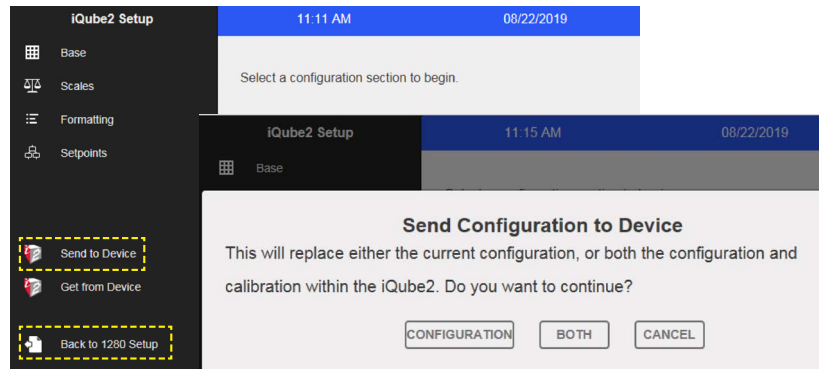 iQube2 Setup
11:11 AM
08/22/2019
Base
Scales
Formatting
Setpoints
Send to Device
Get from Device
Back to 1280 Setup
Select a configuration section to begin.
iQube2 Setup
11:15 AM
08/22/2019
Base
Send Configuration to Device
This will replace either the current configuration, or both the configuration and
calibration within the iQube2. Do you want to continue?
CONFIGURATION
BOTH
CANCEL